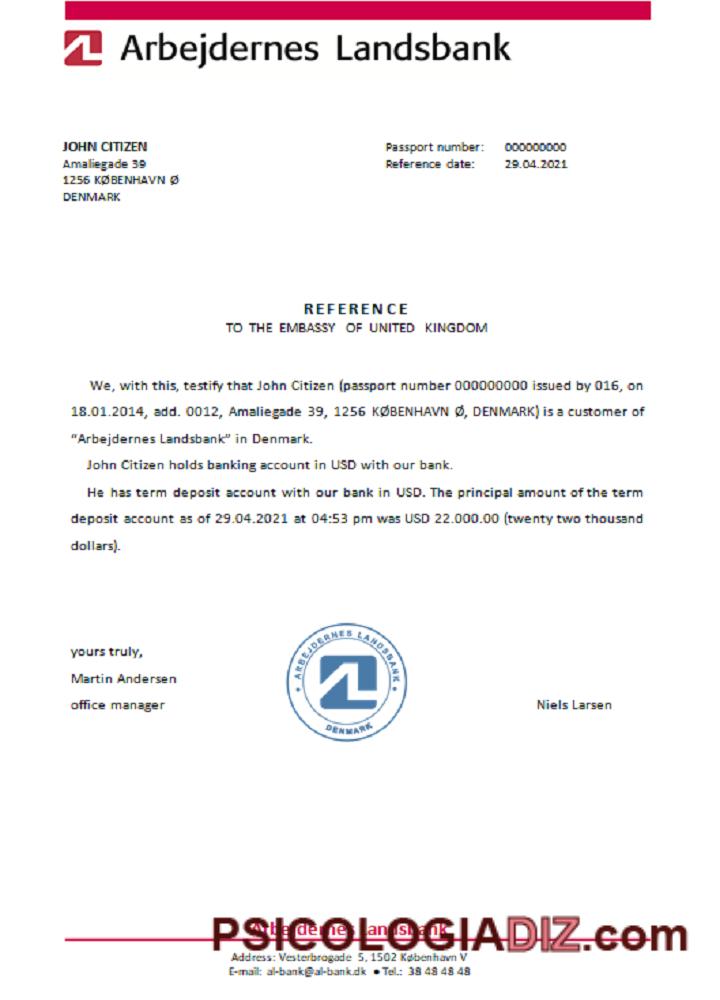 Arbejdernes Landsbank
JOHN CITIZEN
Amaliegade 39
1256 KØBENHAVN Ø
DENMARK
Passport number: 000000000
Reference date: 29.04.2021
REFERENCE
TO THE EMBASSY OF UNITED KINGDOM
We, with this, testify that John Citizen (passport number 000000000 issued by 016, on
18.01.2014, add. 0012, Amaliegade 39, 1256 KØBENHAVN Ø, DENMARK) is a customer of
“Arbejdernes Landsbank” in Denmark.
John Citizen holds banking account in USD with our bank.
He has term deposit account with our bank in USD. The principal amount of the term
deposit account as of 29.04.2021 at 04:53 pm was USD 22.000.00 (twenty two thousand
dollars).
yours truly,
Martin Andersen
office manager
ARBEJDERNES LANDSBANK
DENMARK
Niels Larsen
Arbejdernes Landsbank
PSICOLOGIADIZ.com
Address: Vesterbrogade 5, 1502 København V
E-mail: al-bank@al-bank.dk ● Tel.: 38 48 48 48